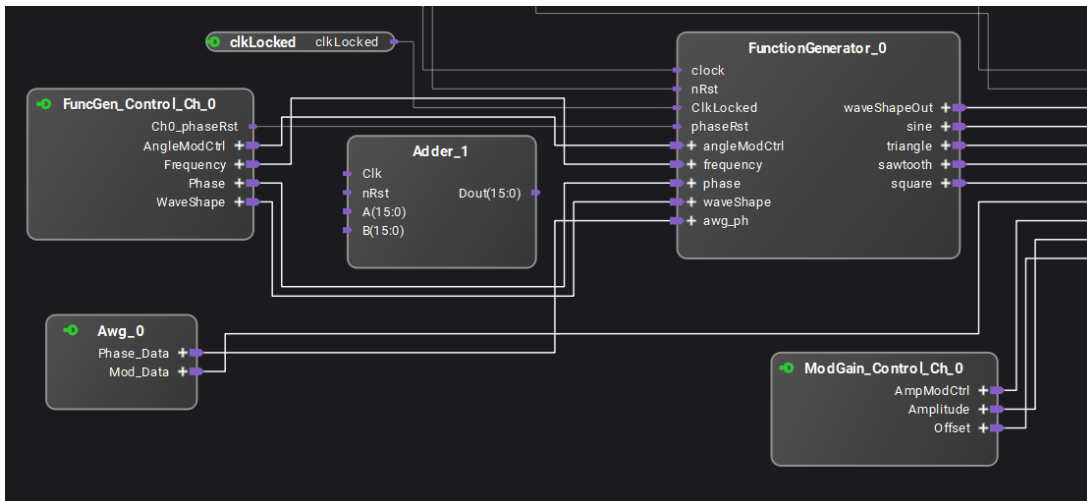 clkLocked clkLocked
FunctionGenerator_0
clock
nRst
ClkLocked
phaseRst
angleModCtrl
frequency
phase
waveShape
awg_ph
waveShapeOut
sine
triangle
sawtooth
square
FuncGen_Control_Ch_0
Ch0_phaseRst
AngleModCtrl
Frequency
Phase
WaveShape
Adder_1
Clk
nRst
A(15:0)
B(15:0)
Dout(15:0)
Awg_0
Phase_Data
Mod_Data
ModGain_Control_Ch_0
AmpModCtrl
Amplitude
Offset